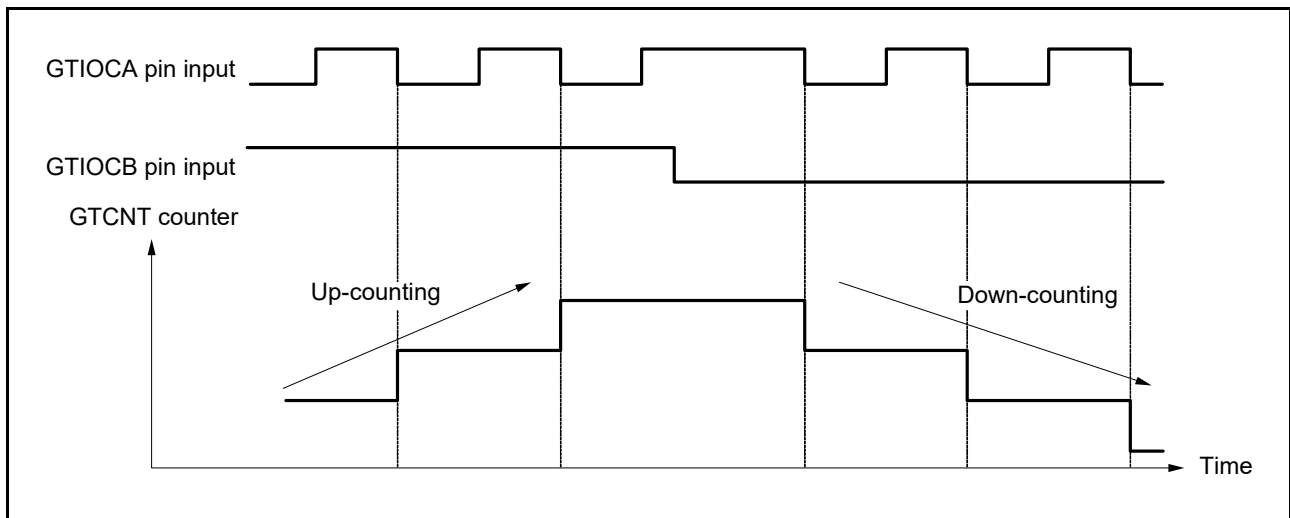 GTIOCA pin input
GTIOCB pin input
GTCNT counter
Up-counting
Down-counting
Time